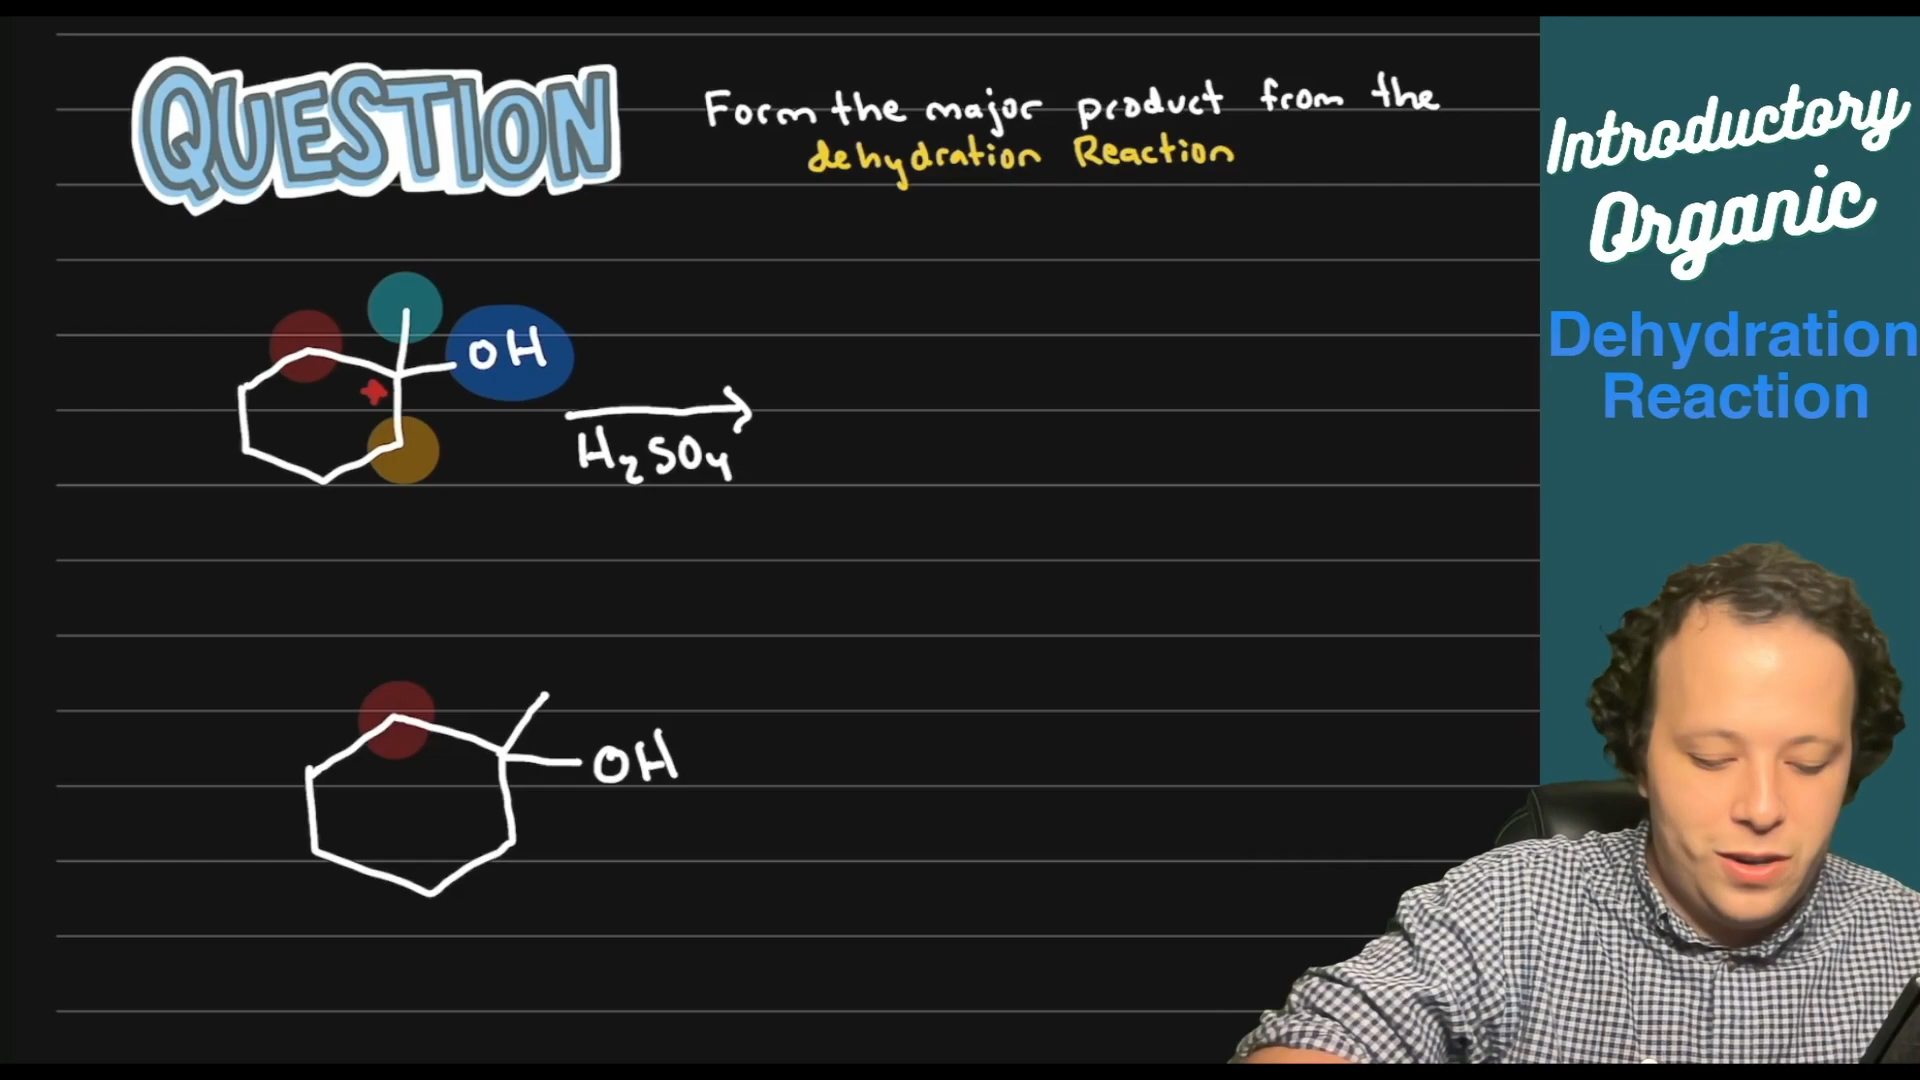 QUESTION
Form the major product from the
dehydration Reaction
Introductory
Organic
Dehydration
Reaction
OH
+
H₂SO₄
OH